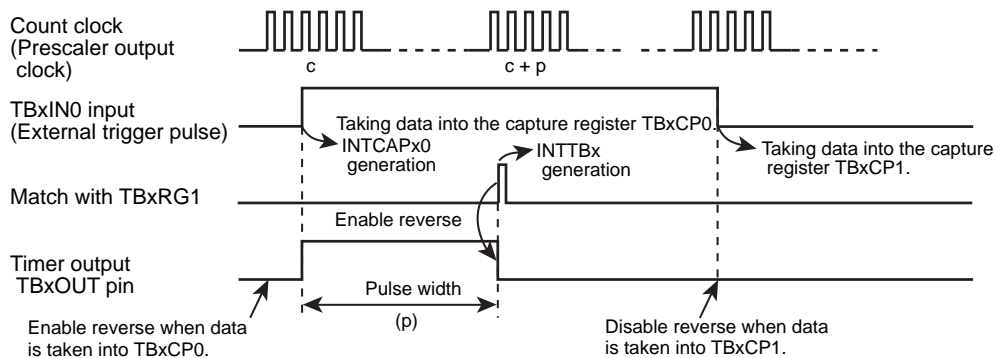 Count clock
(Prescaler output
clock)
c
c + p
TBxIN0 input
(External trigger pulse)
Taking data into the capture register TBxCP0.
INTCAPx0
generation
INTTBx
generation
Taking data into the capture
register TBxCP1.
Match with TBxRG1
Enable reverse
Timer output
TBxOUT pin
Pulse width
(p)
Enable reverse when data
is taken into TBxCP0.
Disable reverse when data
is taken into TBxCP1.